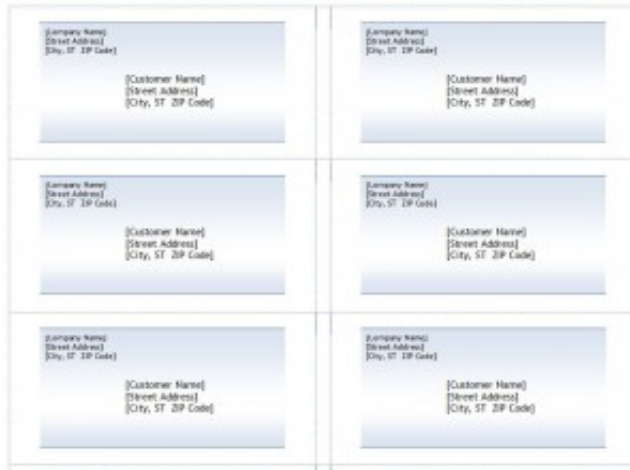 [Company Name]
[Street Address]
[City, ST  ZIP Code]
[Customer Name]
[Street Address]
[City, ST  ZIP Code]
[Company Name]
[Street Address]
[City, ST  ZIP Code]
[Customer Name]
[Street Address]
[City, ST  ZIP Code]
[Company Name]
[Street Address]
[City, ST  ZIP Code]
[Customer Name]
[Street Address]
[City, ST  ZIP Code]
[Company Name]
[Street Address]
[City, ST  ZIP Code]
[Customer Name]
[Street Address]
[City, ST  ZIP Code]
[Company Name]
[Street Address]
[City, ST  ZIP Code]
[Customer Name]
[Street Address]
[City, ST  ZIP Code]
[Company Name]
[Street Address]
[City, ST  ZIP Code]
[Customer Name]
[Street Address]
[City, ST  ZIP Code]